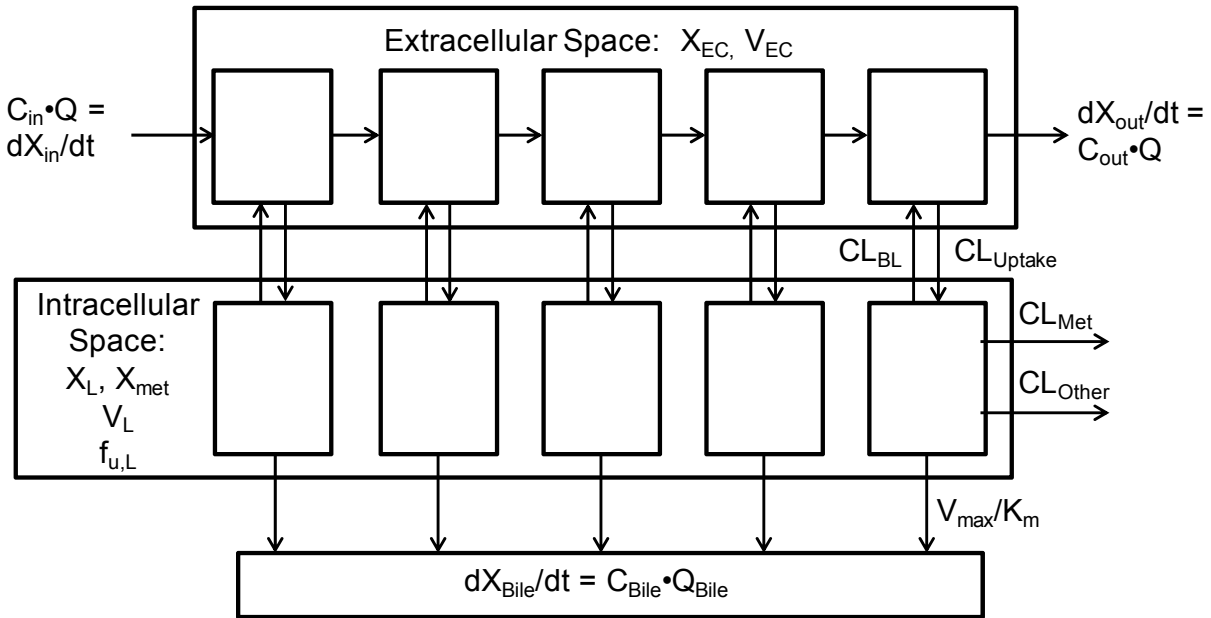 Extracellular Space: X_EC, V_EC
C_in•Q =
dX_in/dt
dX_out/dt =
C_out•Q
CL_BL
CL_Uptake
Intracellular
Space:
X_L, X_met
V_L
f_u,L
CL_Met
CL_Other
V_max/K_m
dX_Bile/dt = C_Bile•Q_Bile